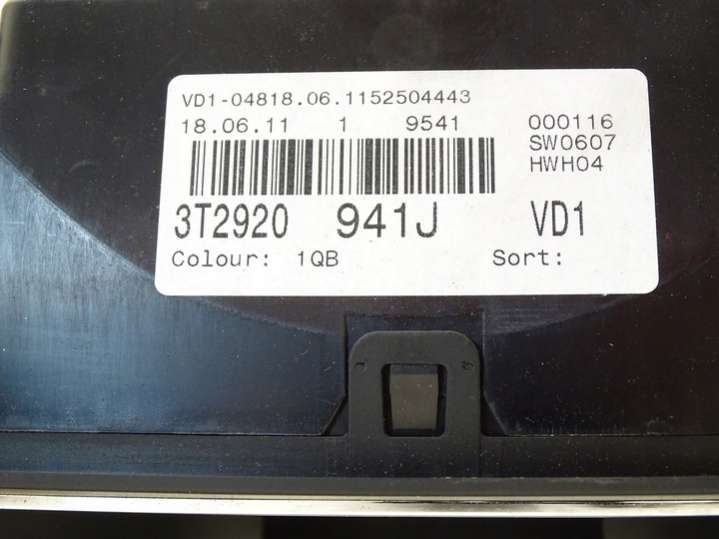 VD1-04818.06.1152504443
18.06.11 1 9541 000116
SW0607
HWH04
3T2920 941J VD1
Colour: 1QB Sort: